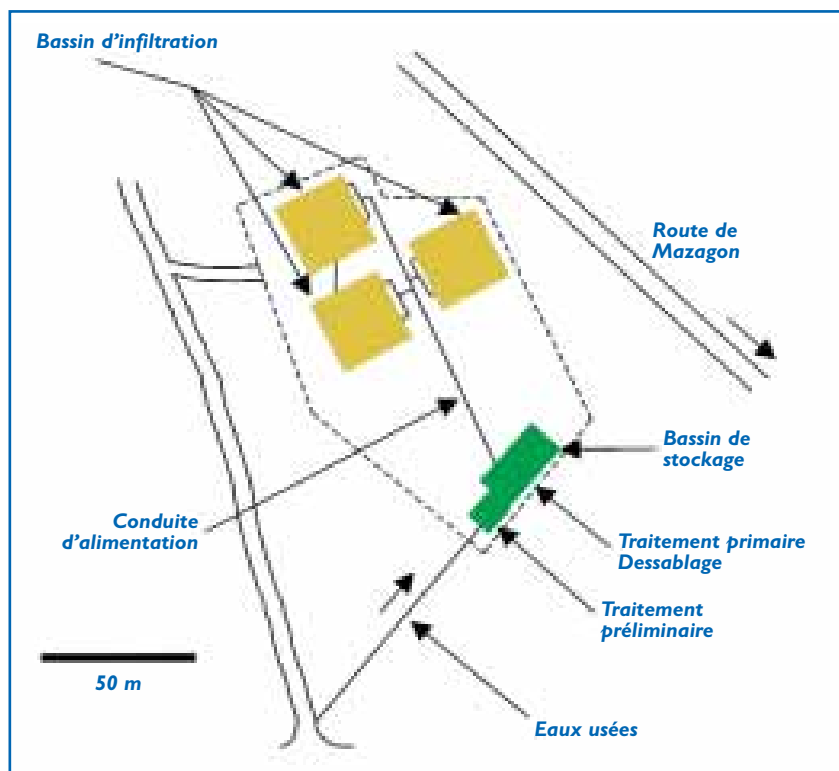 Bassin d'infiltration
Route de
Mazagon
Bassin de
stockage
Conduite
d'alimentation
Traitement primaire
Dessablage
Traitement
préliminaire
50 m
Eaux usées